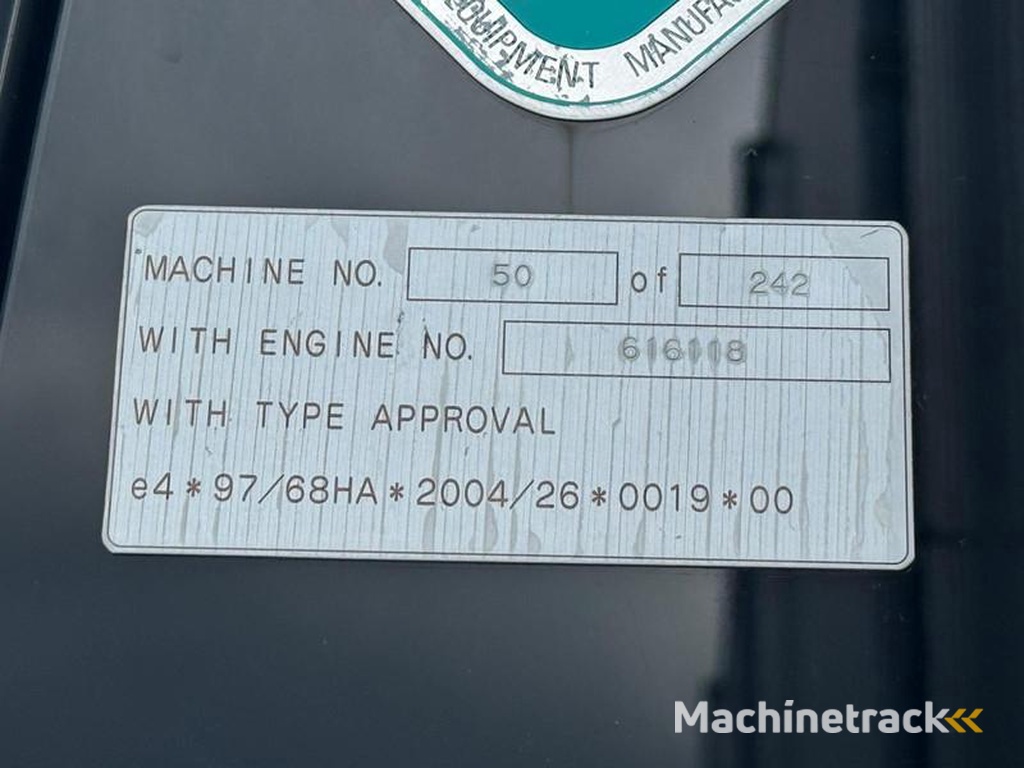 EQUIPMENT MANUFA
MACHINE NO. 50 of 242
WITH ENGINE NO. 616118
WITH TYPE APPROVAL
e4*97/68HA*2004/26*0019*00
Machinetrack